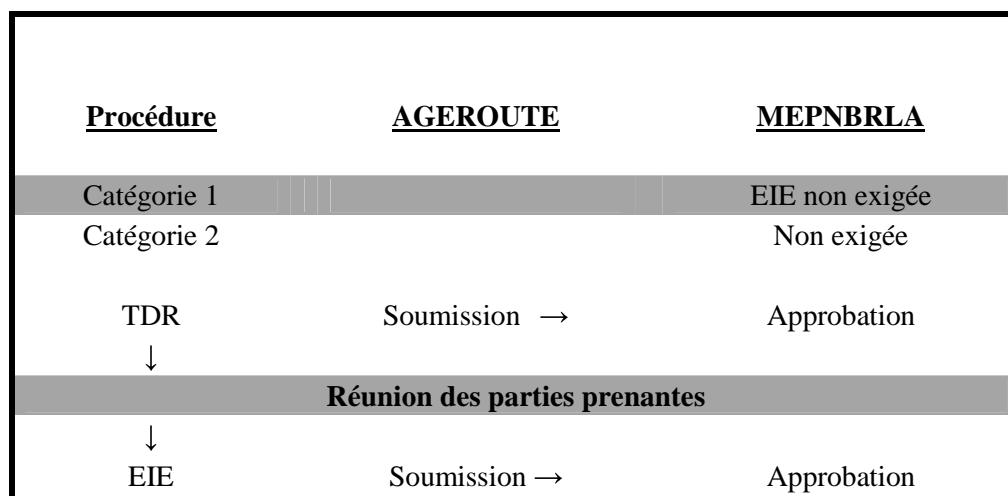 Procédure AGEROUTE MEPNBRLA
Catégorie 1 EIE non exigée
Catégorie 2 Non exigée
TDR Soumission → Approbation
↓
Réunion des parties prenantes
↓
EIE Soumission → Approbation